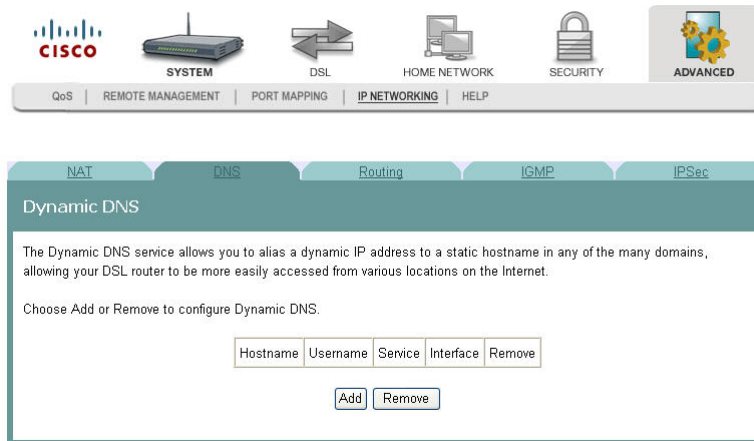 CISCO
SYSTEM DSL HOME NETWORK SECURITY ADVANCED
QoS | REMOTE MANAGEMENT | PORT MAPPING | IP NETWORKING | HELP
NAT DNS Routing IGMP IPSec
Dynamic DNS
The Dynamic DNS service allows you to alias a dynamic IP address to a static hostname in any of the many domains,
allowing your DSL router to be more easily accessed from various locations on the Internet.
Choose Add or Remove to configure Dynamic DNS.
Hostname Username Service Interface Remove
Add Remove